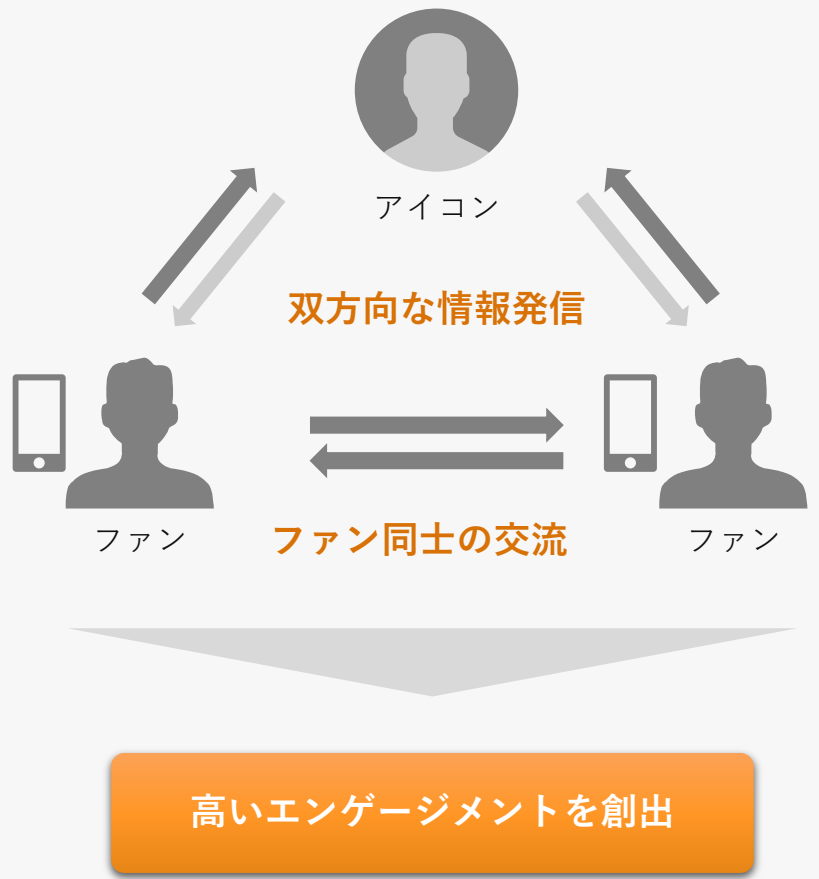 アイコン
双方向な情報発信
ファン
ファン同士の交流
ファン
高いエンゲージメントを創出